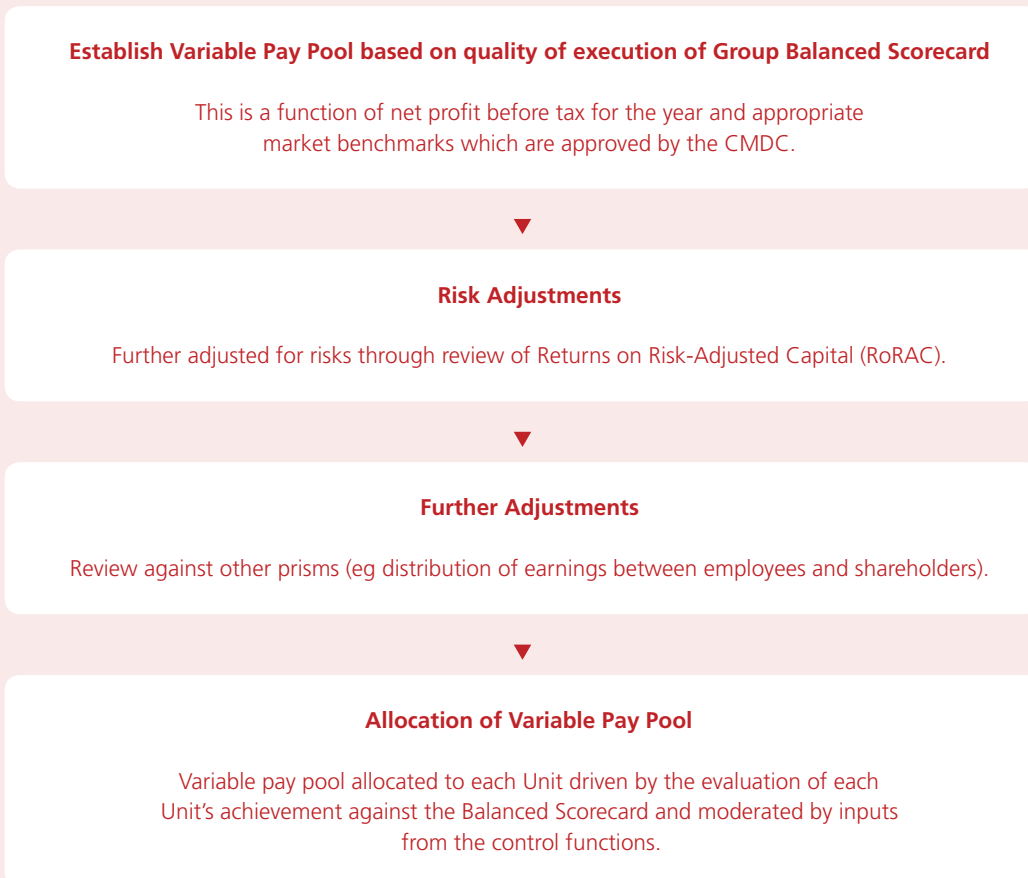 Establish Variable Pay Pool based on quality of execution of Group Balanced Scorecard
This is a function of net profit before tax for the year and appropriate
market benchmarks which are approved by the CMDC.
Risk Adjustments
Further adjusted for risks through review of Returns on Risk-Adjusted Capital (RoRAC).
Further Adjustments
Review against other prisms (eg distribution of earnings between employees and shareholders).
Allocation of Variable Pay Pool
Variable pay pool allocated to each Unit driven by the evaluation of each
Unit's achievement against the Balanced Scorecard and moderated by inputs
from the control functions.